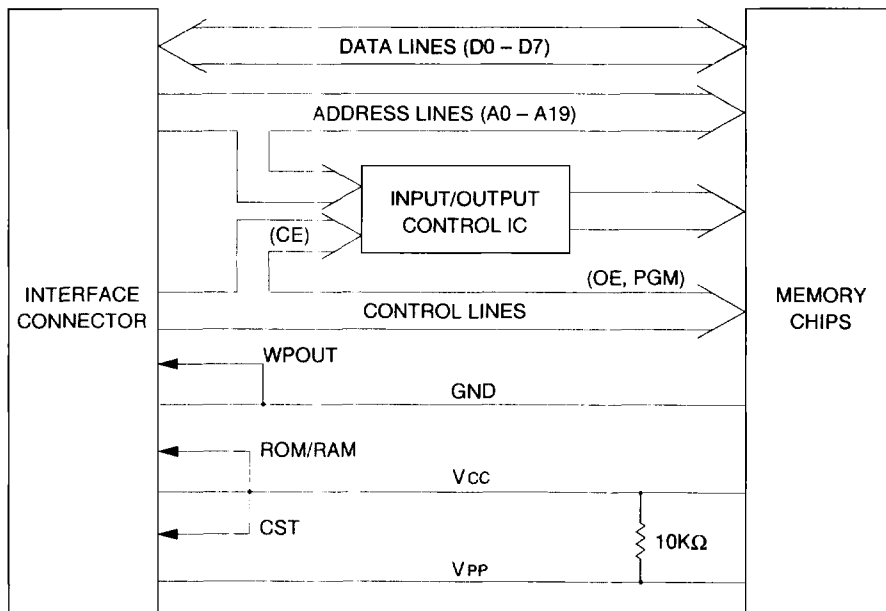 DATA LINES (D0 – D7)
ADDRESS LINES (A0 – A19)
INPUT/OUTPUT
CONTROL IC
(CE)
(OE, PGM)
INTERFACE
CONNECTOR
CONTROL LINES
MEMORY
CHIPS
WPOUT
GND
ROM/RAM
VCC
CST
10KΩ
VPP